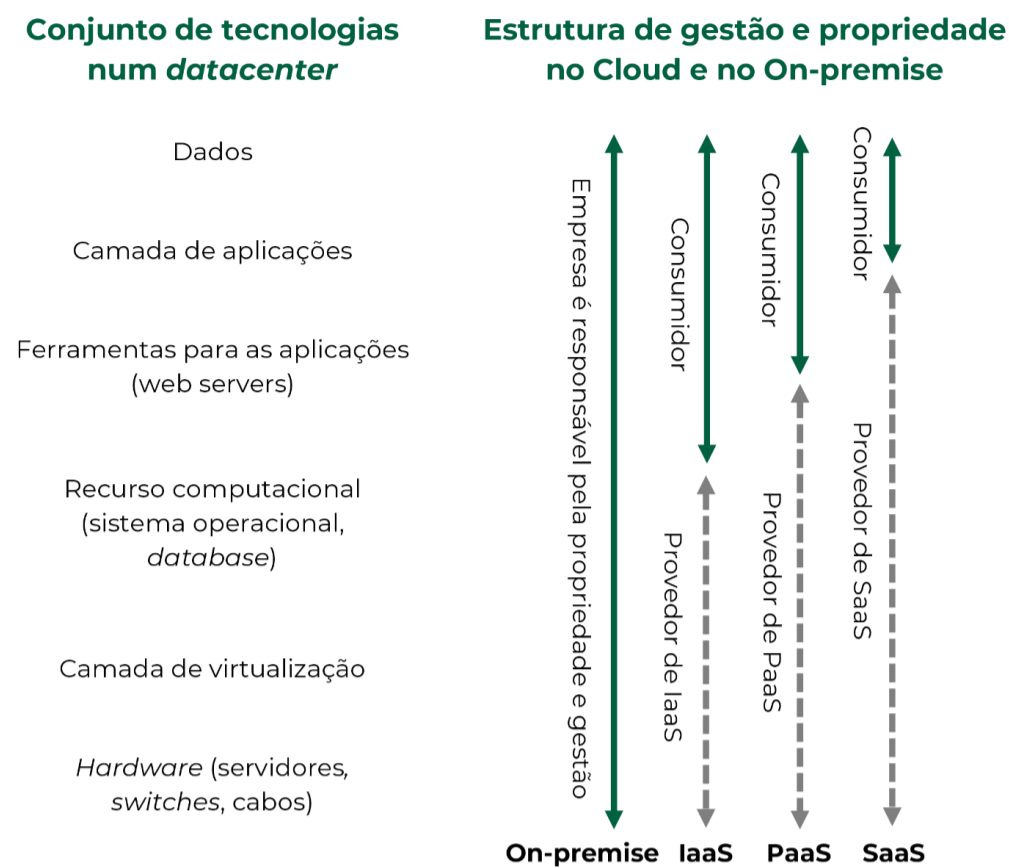 Conjunto de tecnologias
num datacenter
Estrutura de gestão e propriedade
no Cloud e no On-premise
Dados
Camada de aplicações
Ferramentas para as aplicações
(web servers)
Recurso computacional
(sistema operacional,
database)
Camada de virtualização
Hardware (servidores,
switches, cabos)
Empresa é responsável pela propriedade e gestão
Consumidor
Provedor de IaaS
Consumidor
Provedor de PaaS
Consumidor
Provedor de SaaS
On-premise IaaS PaaS SaaS